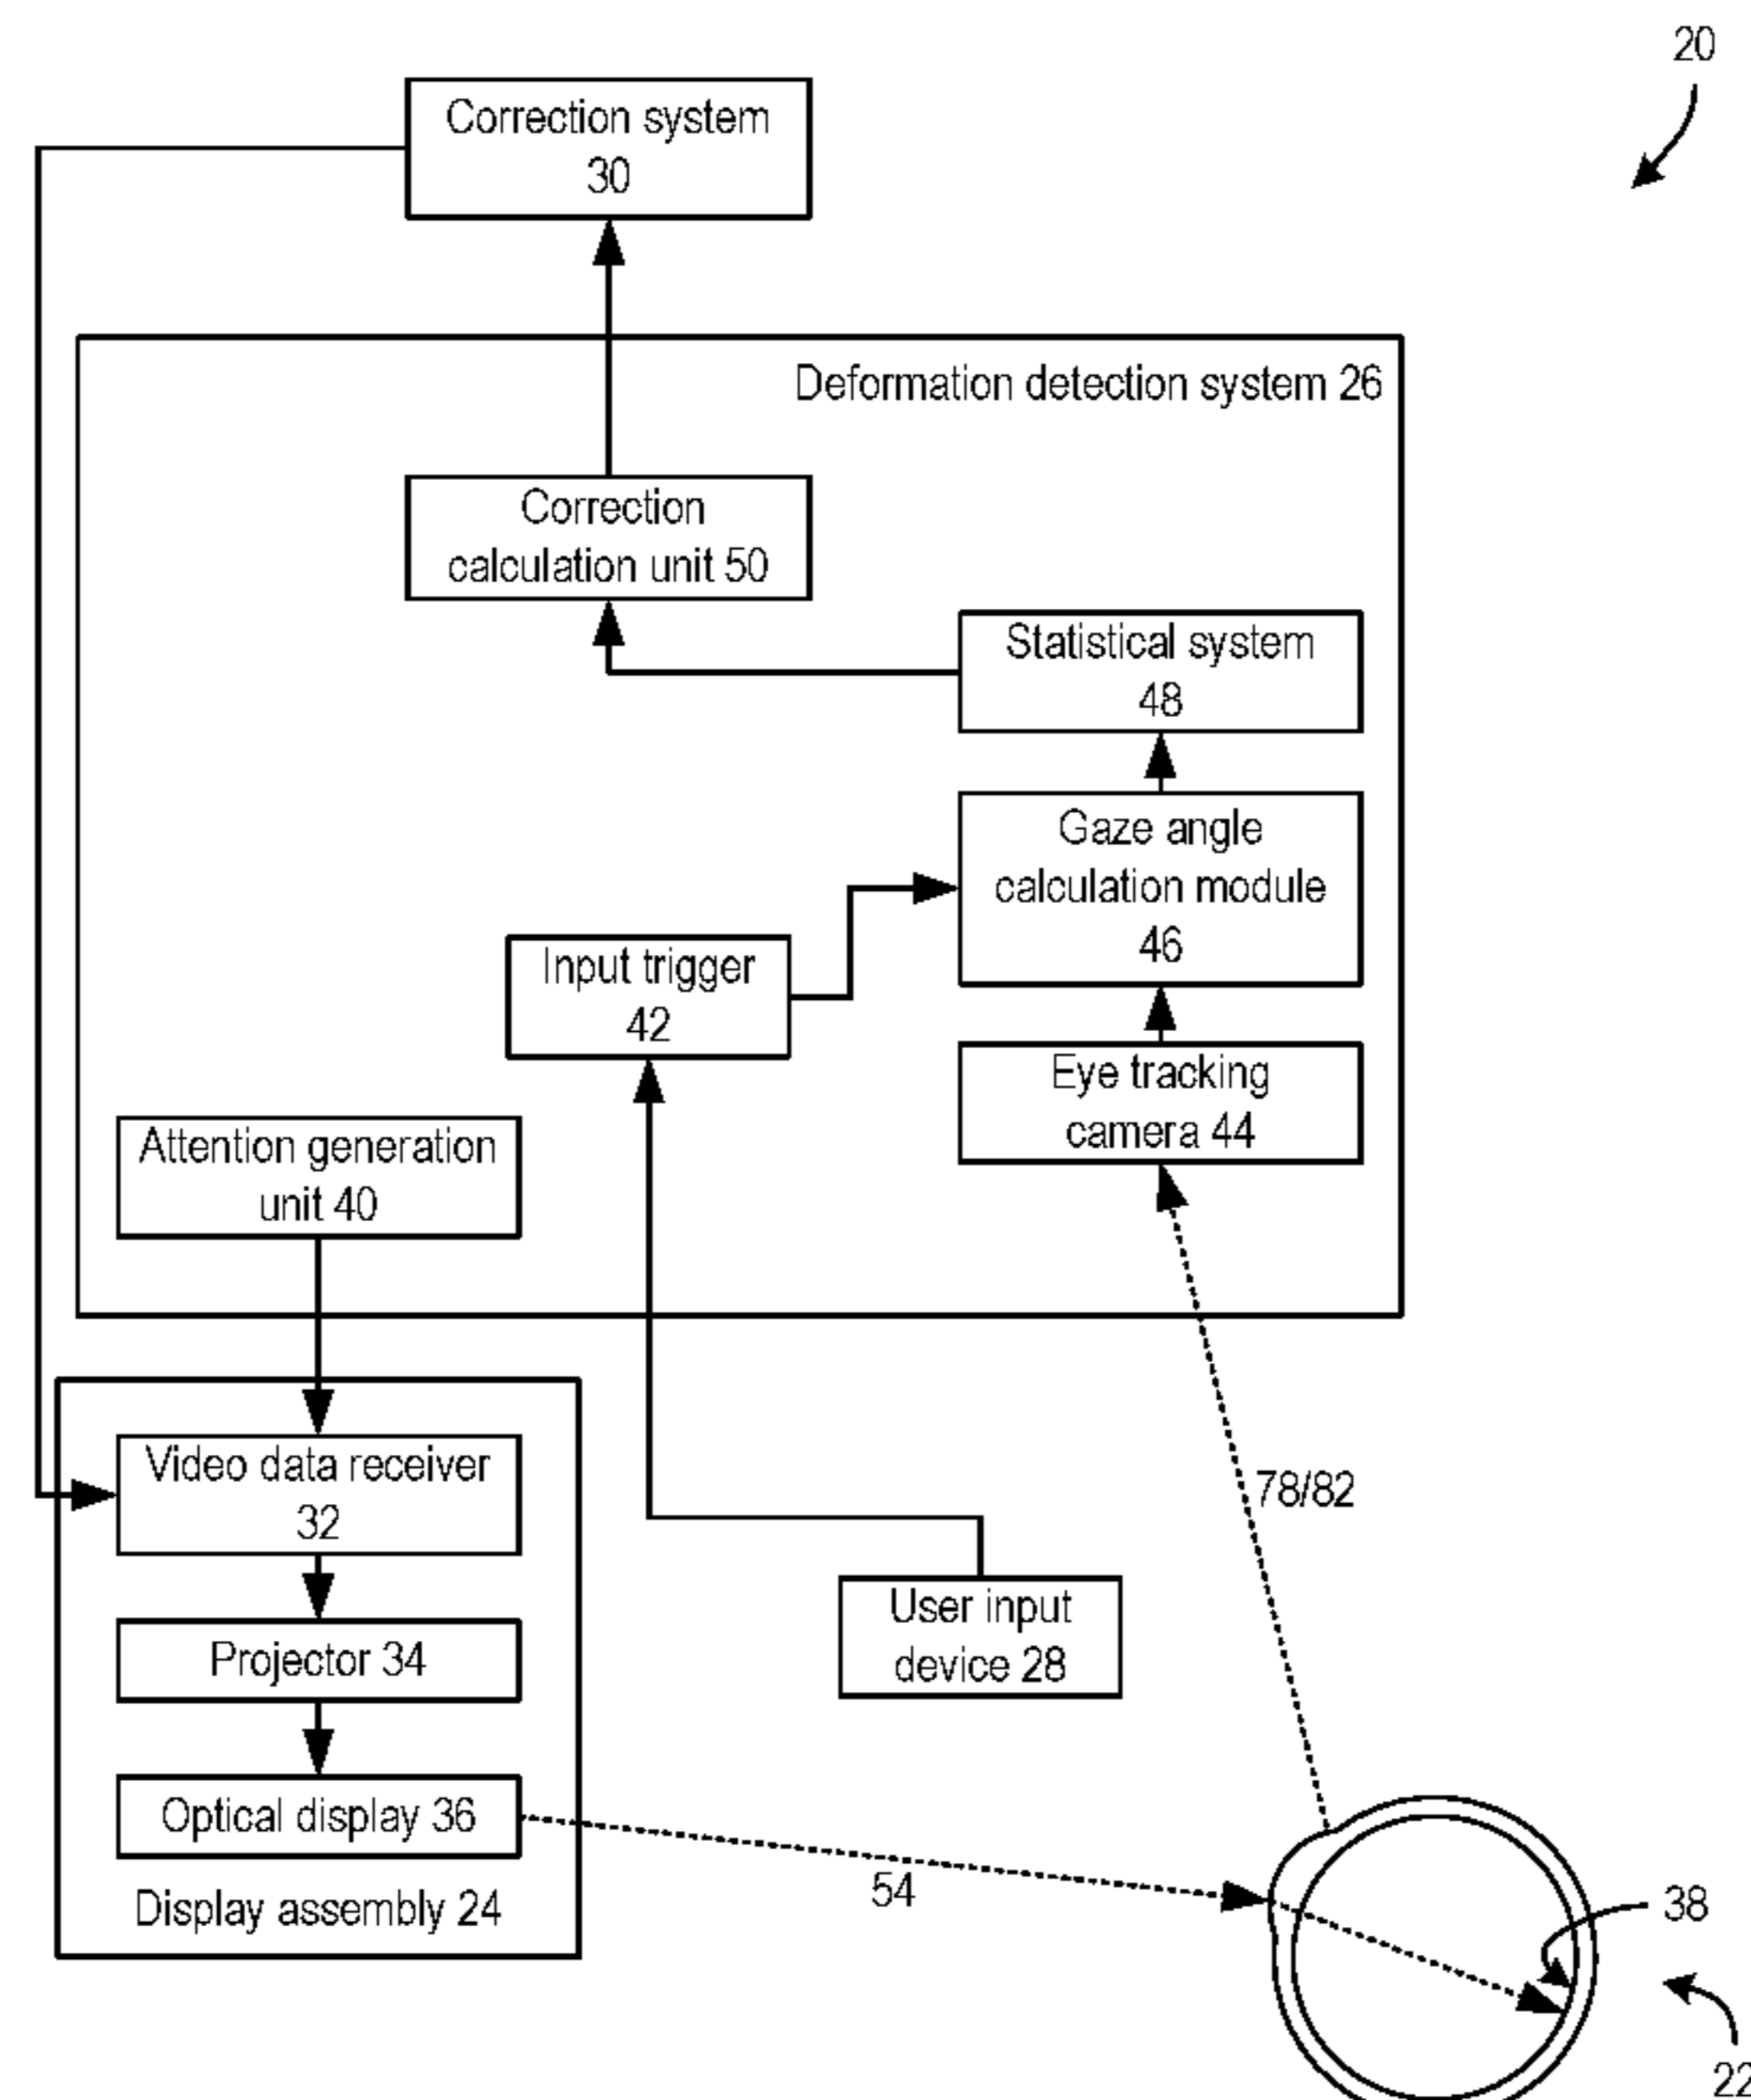 20
Correction system
30
Deformation detection system 26
Correction
calculation unit 50
Statistical system
48
Gaze angle
calculation module
46
Input trigger
42
Eye tracking
camera 44
Attention generation
unit 40
Video data receiver
32
78/82
User input
device 28
Projector 34
Optical display 36
54
Display assembly 24
38
22